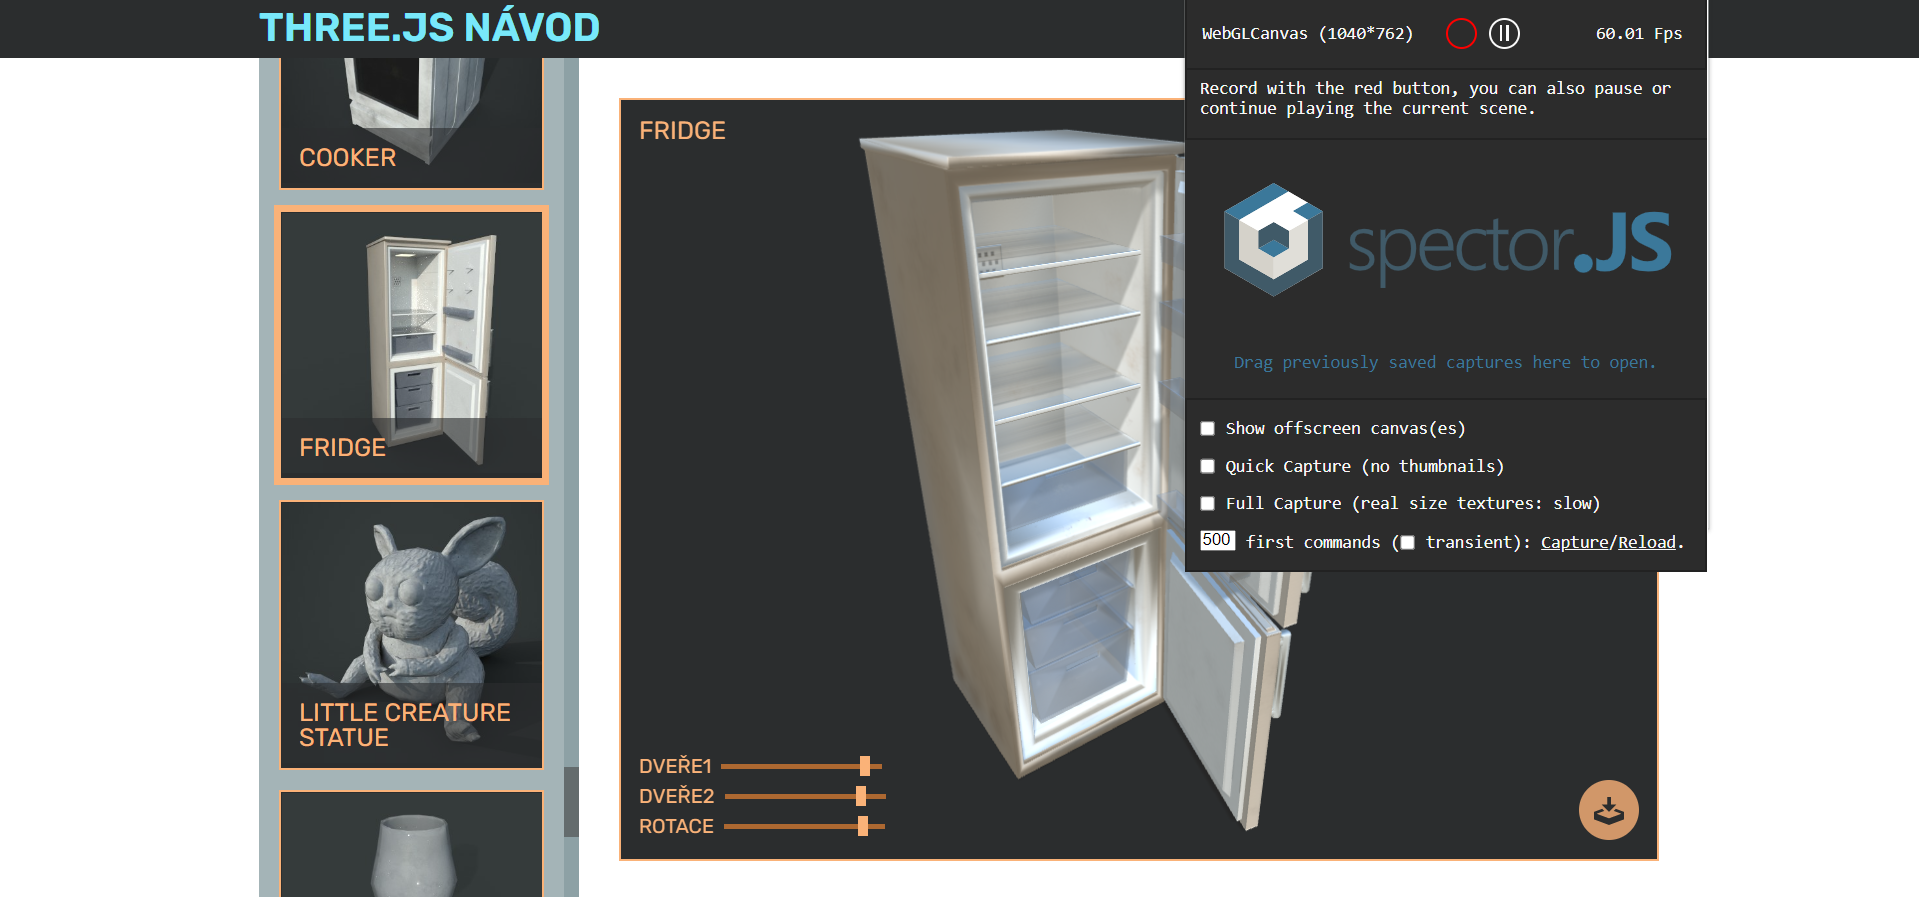 THREE.JS NÁVOD
COOKER
FRIDGE
LITTLE CREATURE
STATUE
FRIDGE
DVEŘE1
DVEŘE2
ROTACE
WebGLCanvas (1040*762)
60.01 Fps
Record with the red button, you can also pause or
continue playing the current scene.
spector.JS
Drag previously saved captures here to open.
Show offscreen canvas(es)
Quick Capture (no thumbnails)
Full Capture (real size textures: slow)
500 first commands ( transient): Capture/Reload.